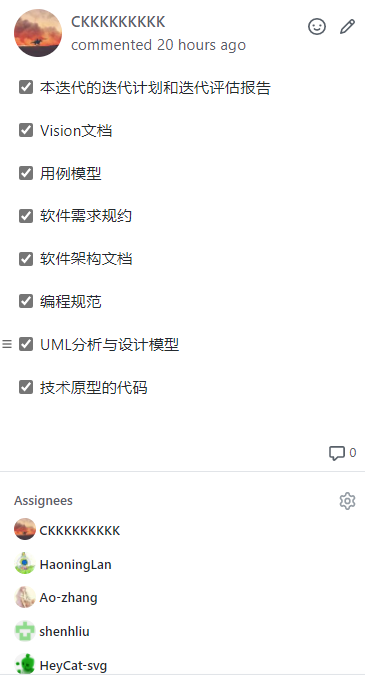 CKKKKKKKKK
commented 20 hours ago
本迭代的迭代计划和迭代评估报告
Vision文档
用例模型
软件需求规约
软件架构文档
编程规范
UML分析与设计模型
技术原型的代码
0
Assignees
CKKKKKKKKK
HaoningLan
Ao-zhang
shenhliu
HeyCat-svg